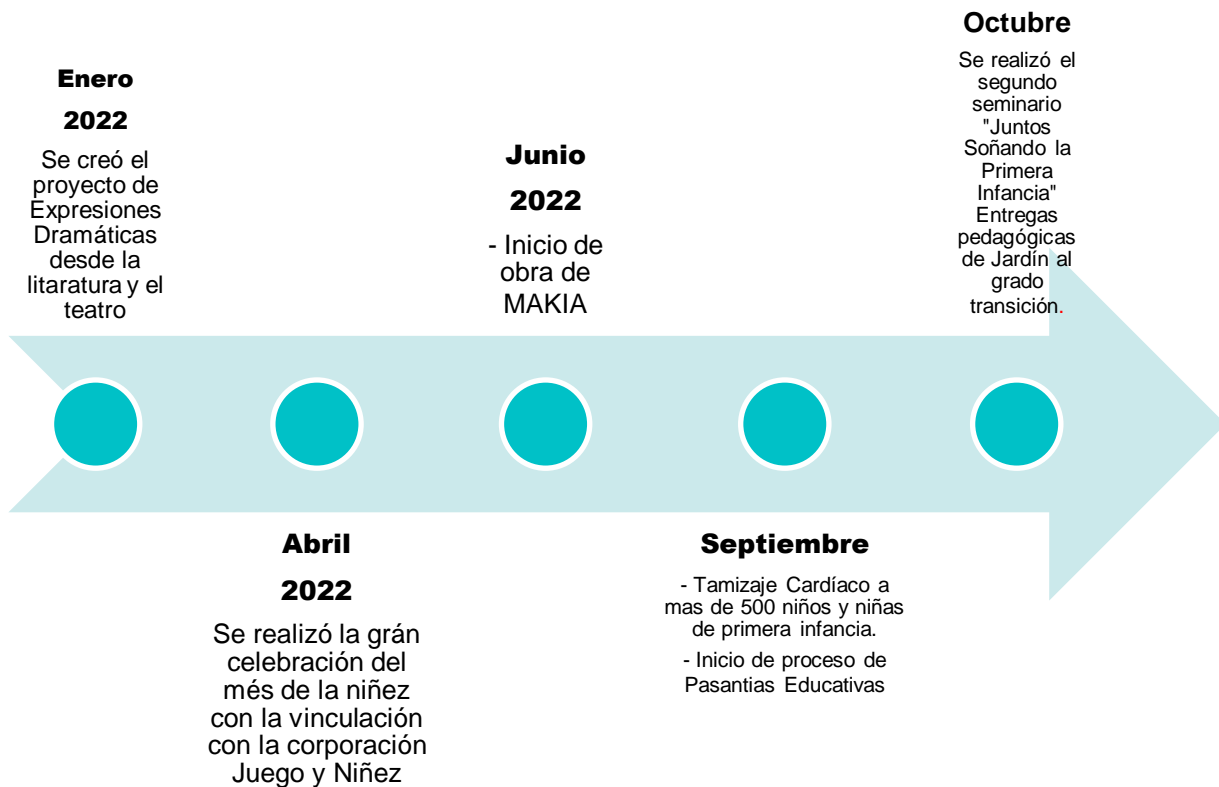 Enero
2022
Se creó el
proyecto de
Expresiones
Dramáticas
desde la
litaratura y el
teatro
Abril
2022
Se realizó la grán
celebración del
més de la niñez
con la vinculación
con la corporación
Juego y Niñez
Junio
2022
- Inicio de
obra de
MAKIA
Septiembre
- Tamizaje Cardíaco a
mas de 500 niños y niñas
de primera infancia.
- Inicio de proceso de
Pasantias Educativas
Octubre
Se realizó el
segundo
seminario
"Juntos
Soñando la
Primera
Infancia"
Entregas
pedagógicas
de Jardín al
grado
transición.